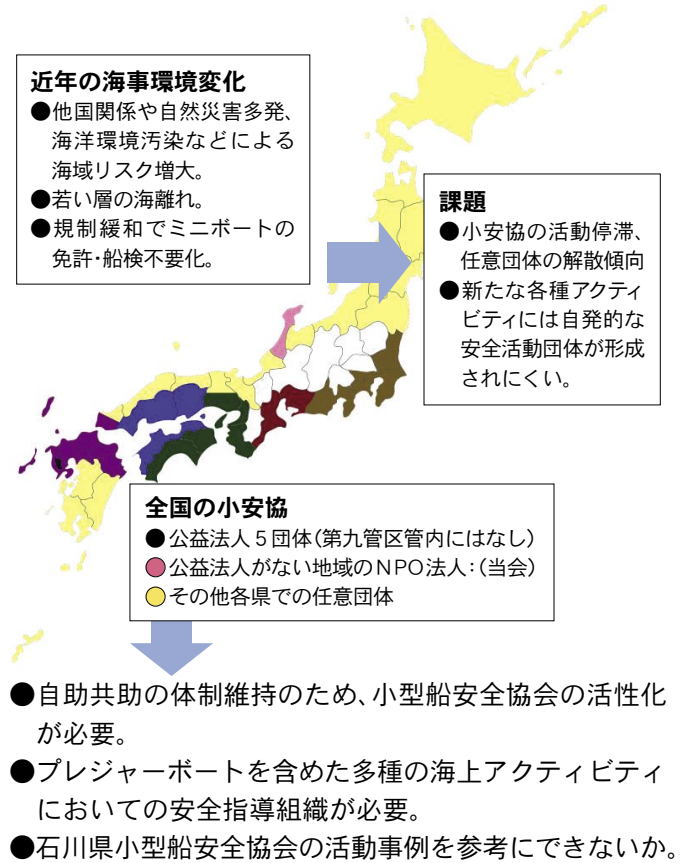 近年の海事環境変化
●他国関係や自然災害多発、
海洋環境汚染などによる
海域リスク増大。
●若い層の海離れ。
●規制緩和でミニボートの
免許・船検不要化。
課題
●小安協の活動停滞、
任意団体の解散傾向
●新たな各種アクティ
ビティには自発的な
安全活動団体が形成
されにくい。
全国の小安協
●公益法人5団体(第九管区管内にはなし)
●公益法人がない地域のNPO法人:(当会)
●その他各県での任意団体
●自助共助の体制維持のため、小型船安全協会の活性化
が必要。
●プレジャーボートを含めた多種の海上アクティビティ
においての安全指導組織が必要。
●石川県小型船安全協会の活動事例を参考にできないか。